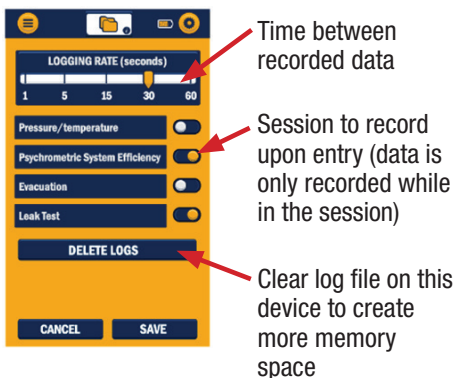 LOGGING RATE (seconds)
1 5 15 30 60
Pressure/temperature
Psychrometric System Efficiency
Evacuation
Leak Test
DELETE LOGS
CANCEL SAVE
Time between
recorded data
Session to record
upon entry (data is
only recorded while
in the session)
Clear log file on this
device to create
more memory
space